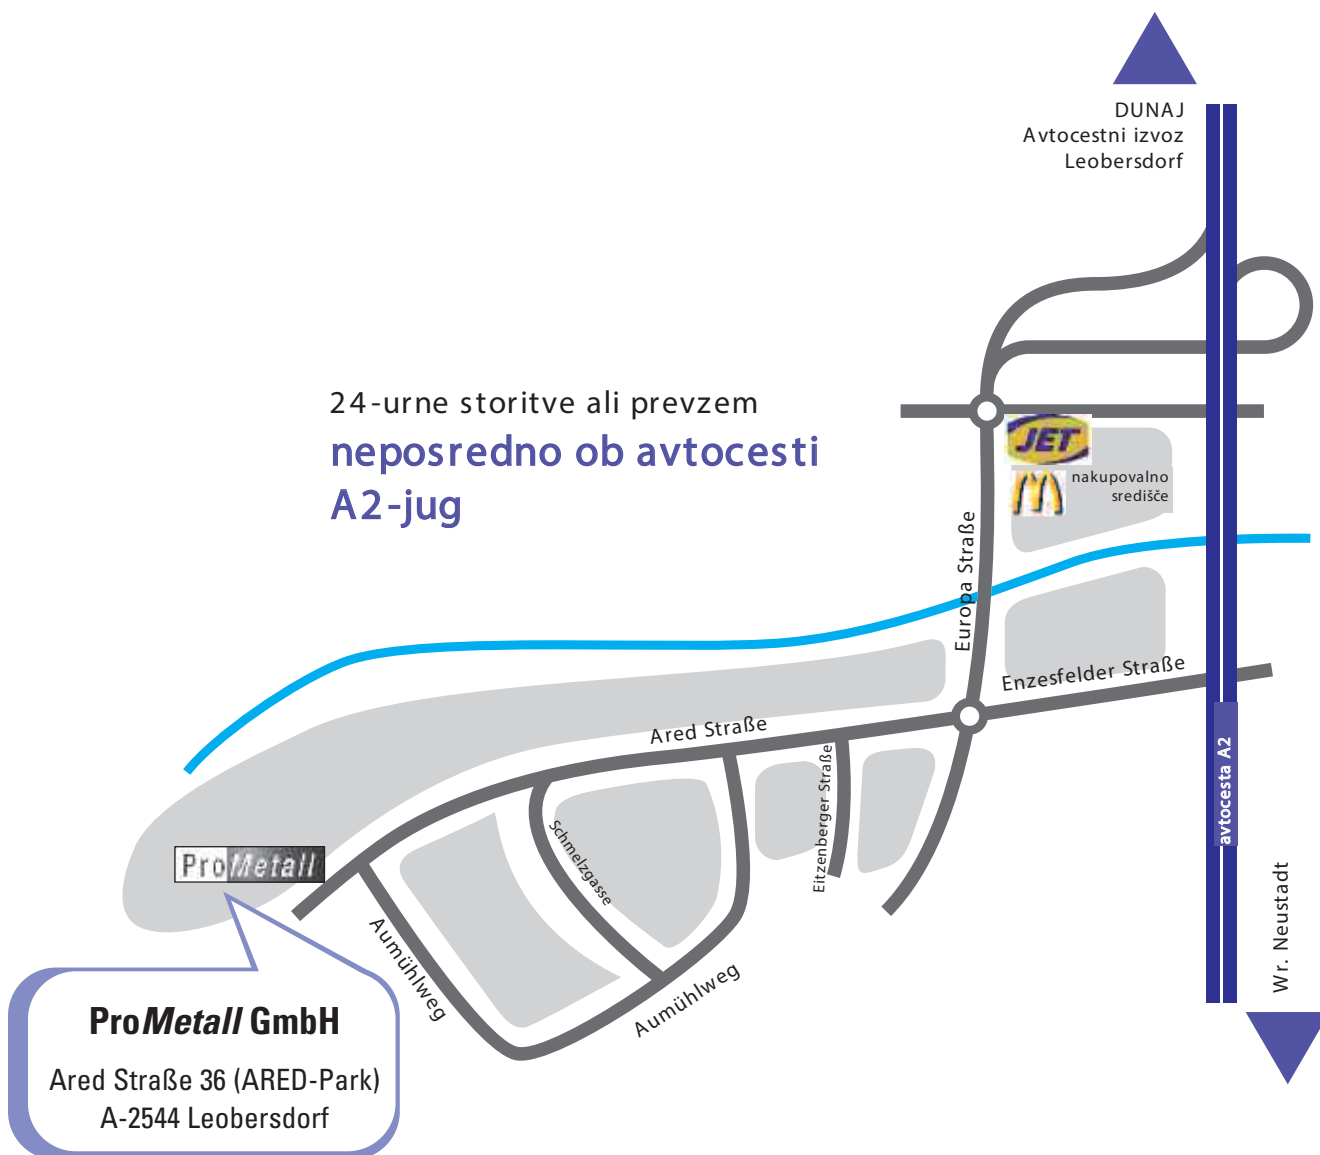 DUNAJ
Avtocestni izvoz
Leobersdorf
24-urne storitve ali prevzem
neposredno ob avtocesti
A2-jug
JET
nakupovalno
središče
Europa Straße
Enzesfelder Straße
Ared Straße
avtocesta A2
Eitzenberger Straße
Schmelzgasse
ProMetall
Wr. Neustadt
Aumühlweg
Aumühlweg
ProMetall GmbH
Ared Straße 36 (ARED-Park)
A-2544 Leobersdorf